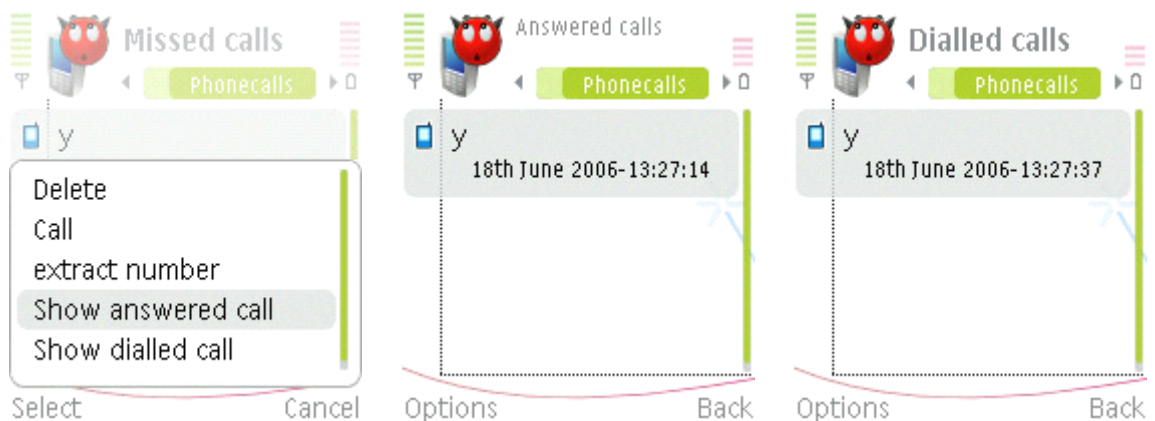 Missed calls
Phonecalls
y
Delete
Call
extract number
Show answered call
Show dialled call
Select Cancel
Answered calls
Phonecalls
y
18th June 2006-13:27:14
Options Back
Dialled calls
Phonecalls
y
18th June 2006-13:27:37
Options Back